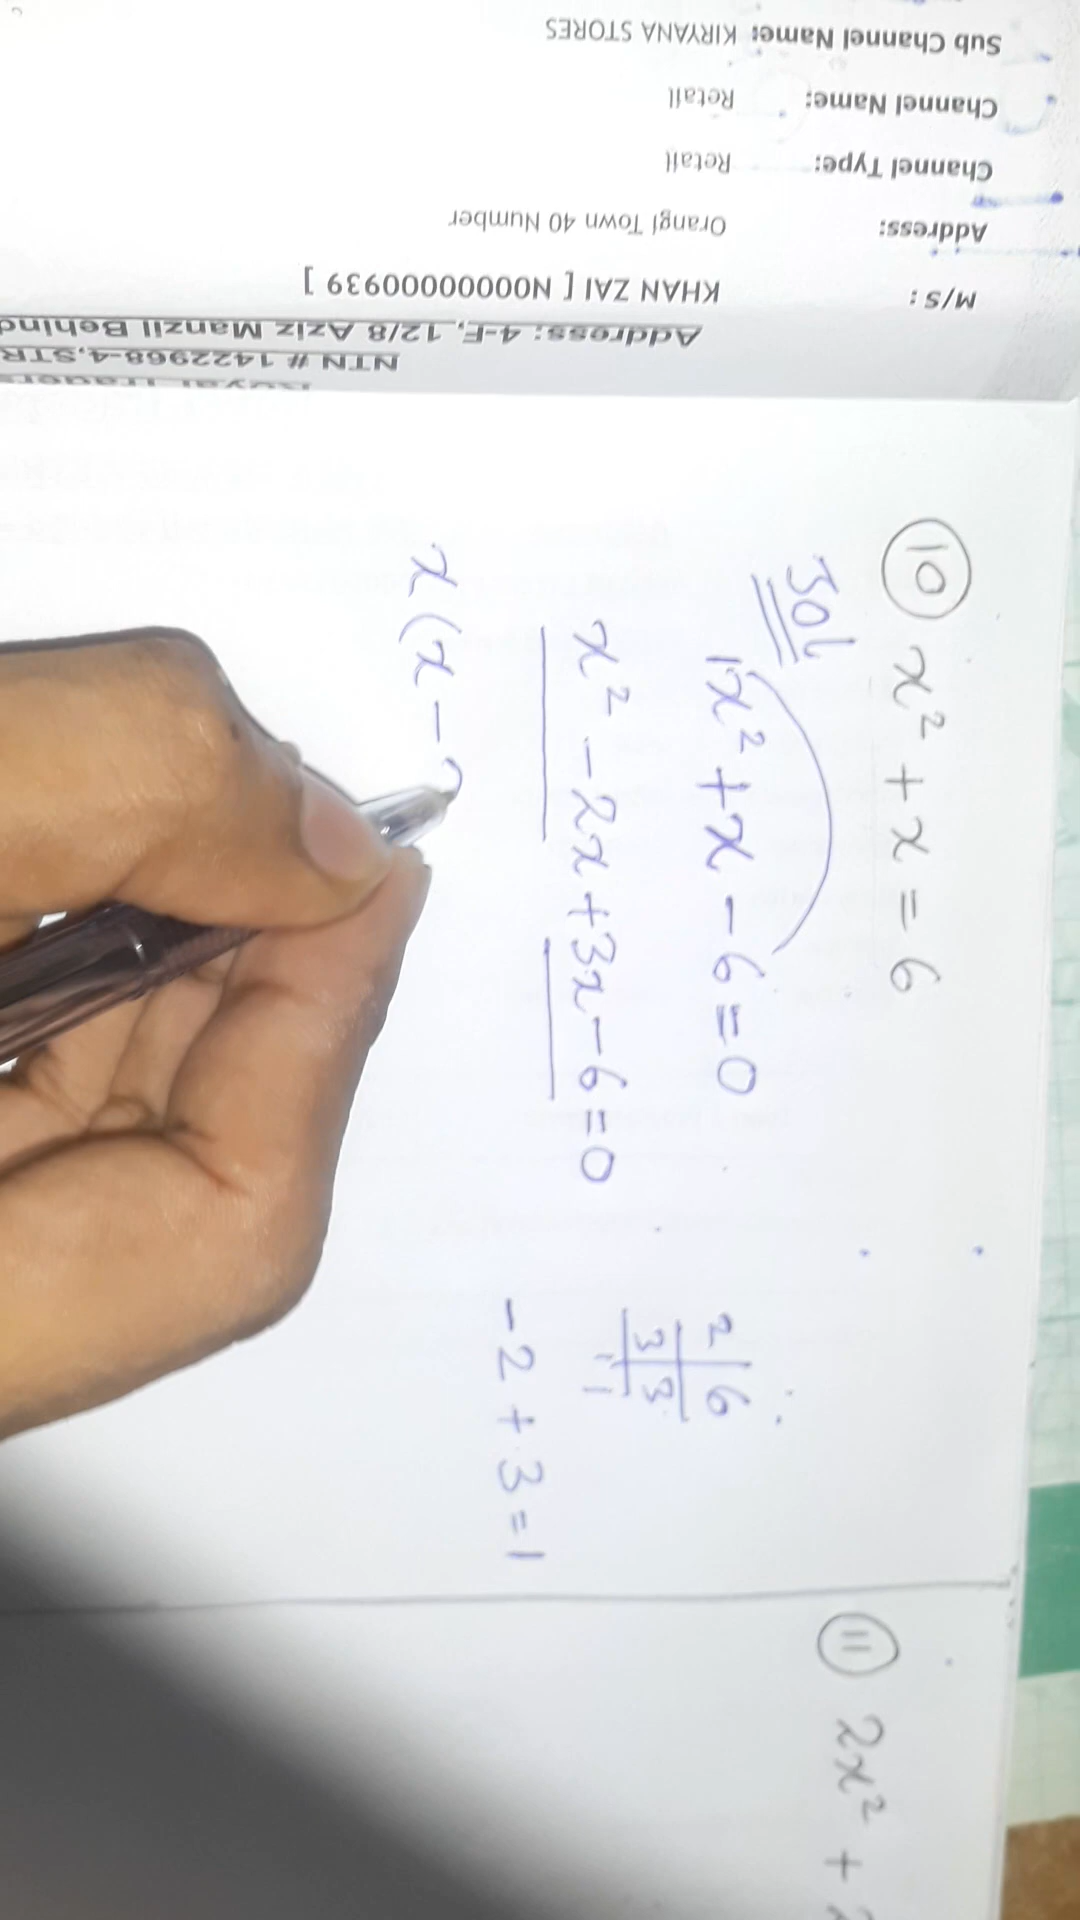 Sub Channel Name: KIRYANA STORES
Channel Name: Retail
Channel Type: Retail
Address: Orangi Town 40 Number
M/S : KHAN ZAI [ N00000000939 ]
Address: 4-F, 12/8 Aziz Manzil Behind
NTN # 1422968-4,STR
10 x² + x = 6
Sol
1x² + x - 6 = 0
x² - 2x + 3x - 6 = 0
x(x -
2 | 6
3 | 3
1 | 1
-2 + 3 = 1
11 2x² +